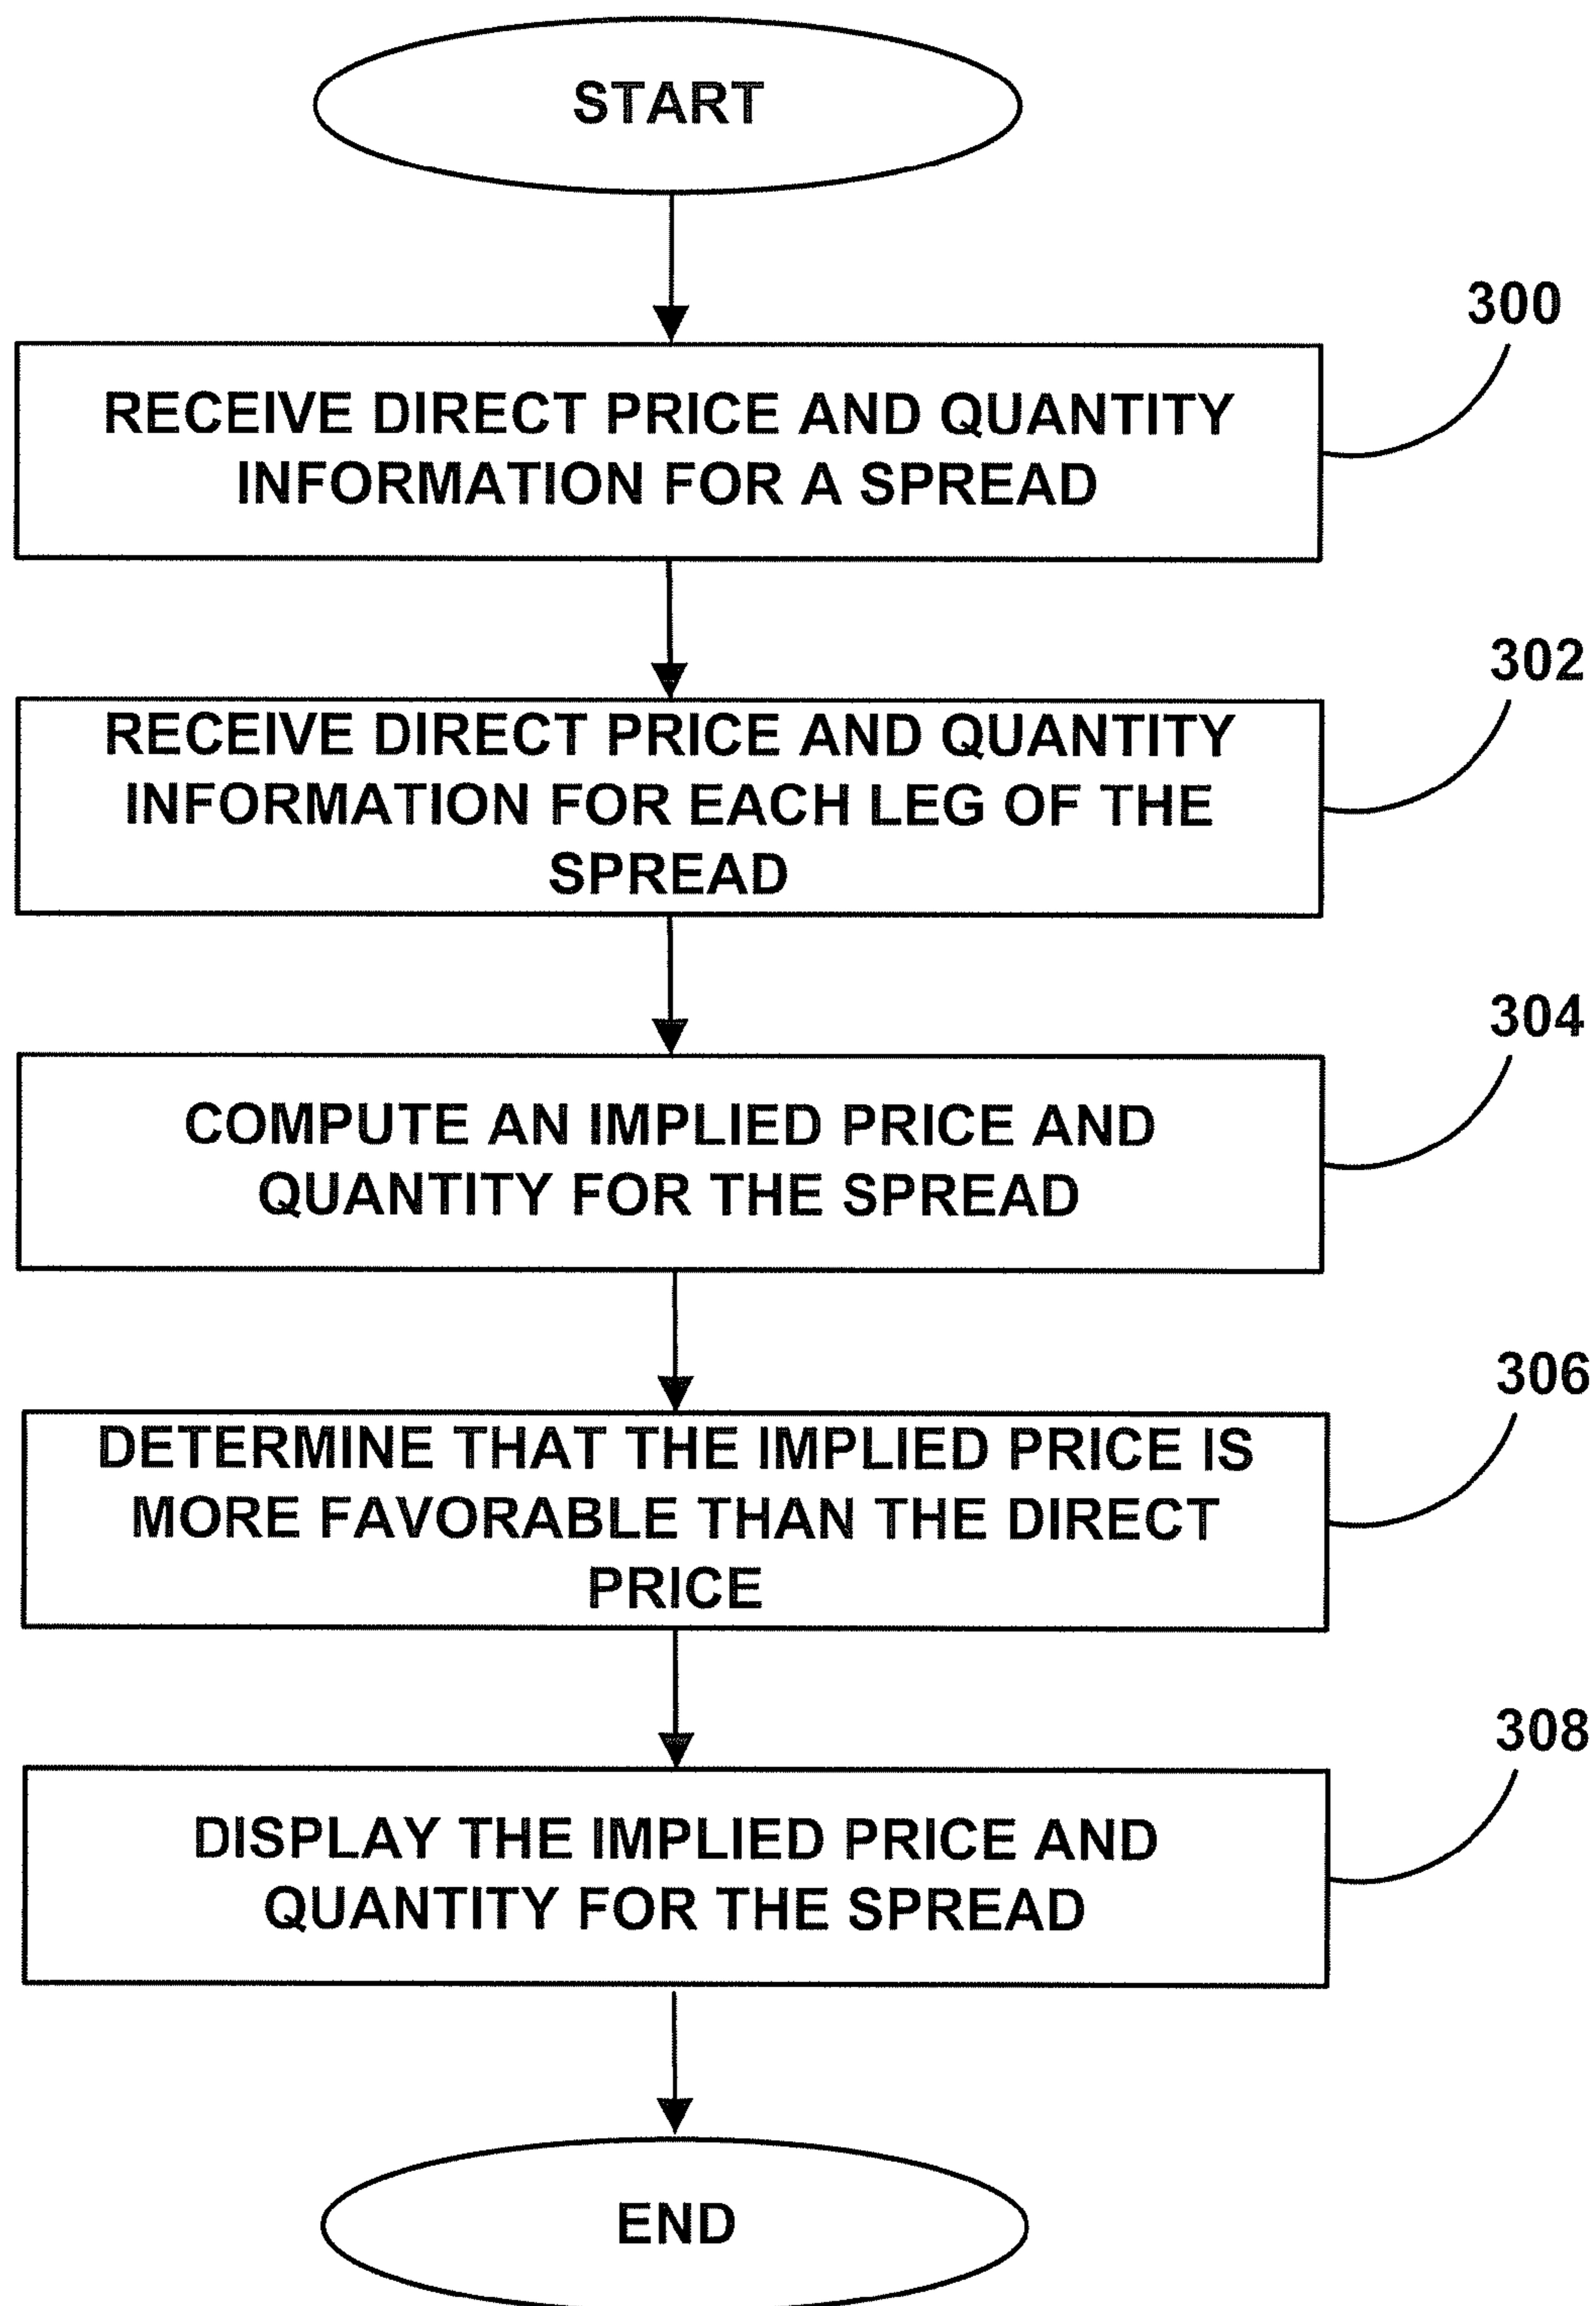 START
300
RECEIVE DIRECT PRICE AND QUANTITY
INFORMATION FOR A SPREAD
302
RECEIVE DIRECT PRICE AND QUANTITY
INFORMATION FOR EACH LEG OF THE
SPREAD
304
COMPUTE AN IMPLIED PRICE AND
QUANTITY FOR THE SPREAD
306
DETERMINE THAT THE IMPLIED PRICE IS
MORE FAVORABLE THAN THE DIRECT
PRICE
308
DISPLAY THE IMPLIED PRICE AND
QUANTITY FOR THE SPREAD
END